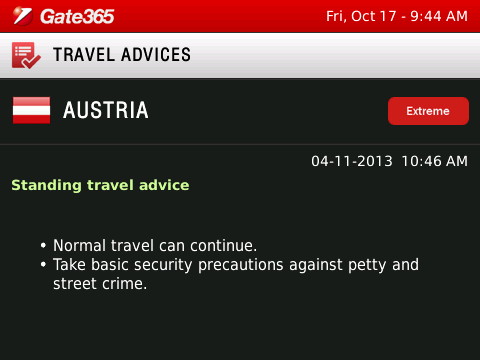 Gate365
Fri, Oct 17 - 9:44 AM
TRAVEL ADVICES
AUSTRIA
Extreme
04-11-2013 10:46 AM
Standing travel advice
• Normal travel can continue.
• Take basic security precautions against petty and
street crime.